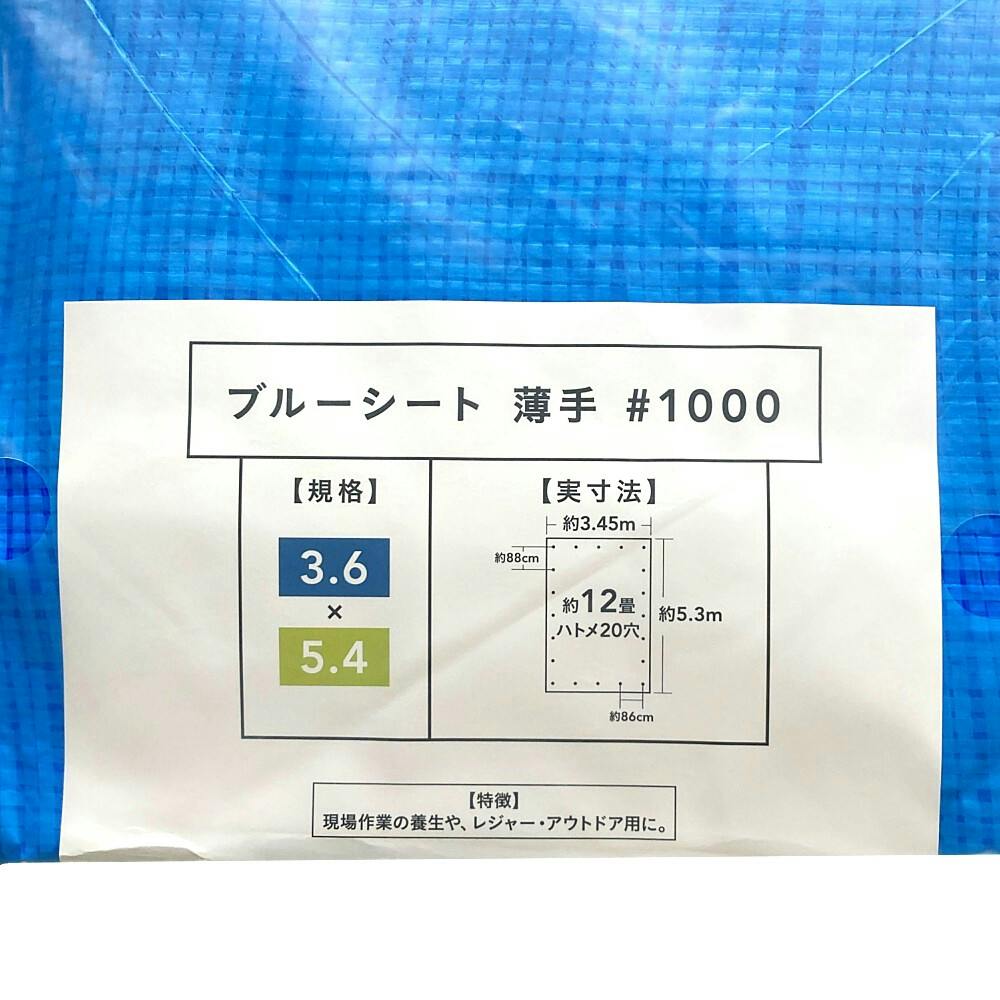 ブルーシート 薄手 #1000
【規格】
3.6
×
5.4
【実寸法】
約3.45m
約88cm
約12畳
ハトメ20穴
約5.3m
約86cm
【特徴】
現場作業の養生や、レジャー・アウトドア用に。